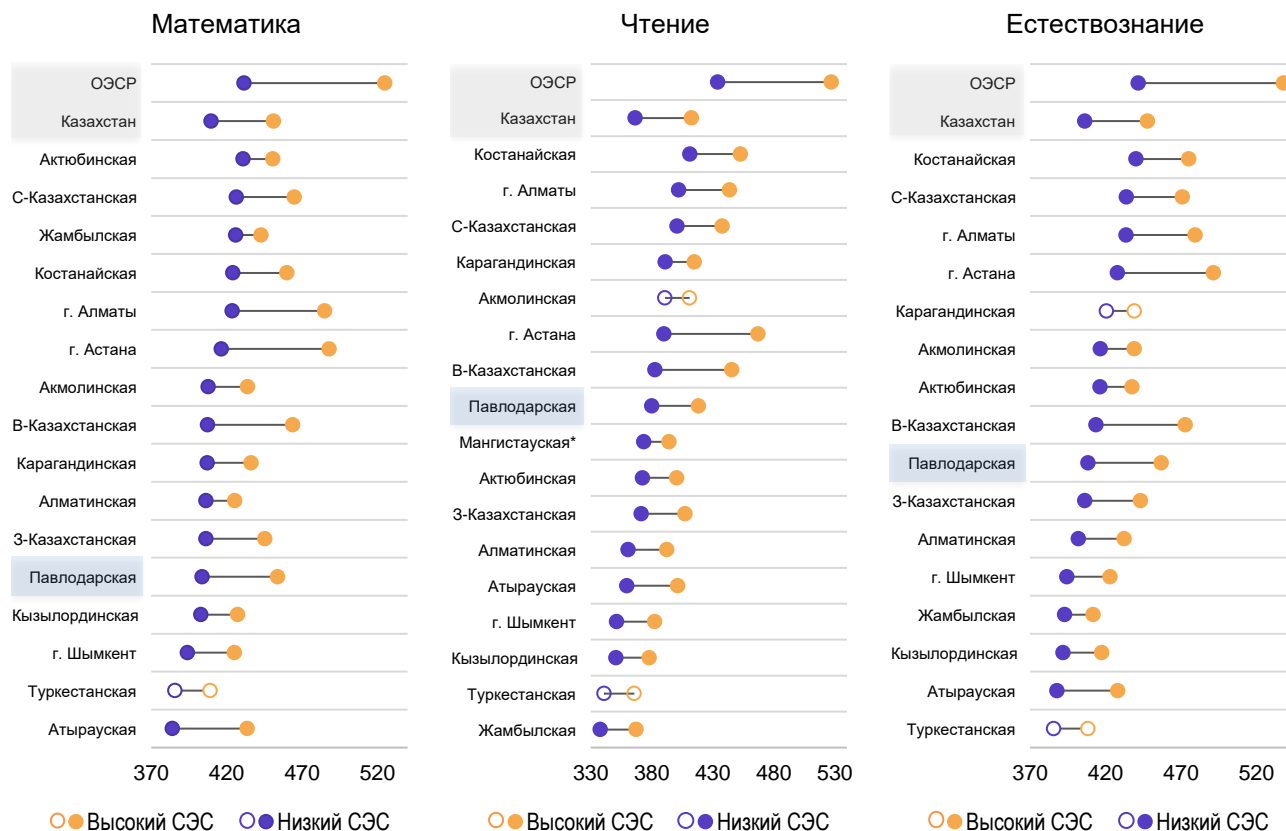 Математика
ОЭСР
Казахстан
Актюбинская
С-Казахстанская
Жамбылская
Костанайская
г. Алматы
г. Астана
Акмолинская
В-Казахстанская
Карагандинская
Алматинская
З-Казахстанская
Павлодарская
Кызылординская
г. Шымкент
Туркестанская
Атырауская
370 420 470 520
Высокий СЭС Низкий СЭС
Чтение
ОЭСР
Казахстан
Костанайская
г. Алматы
С-Казахстанская
Карагандинская
Акмолинская
г. Астана
В-Казахстанская
Павлодарская
Мангистауская*
Актюбинская
З-Казахстанская
Алматинская
Атырауская
г. Шымкент
Кызылординская
Туркестанская
Жамбылская
330 380 430 480 530
Высокий СЭС Низкий СЭС
Естествознание
ОЭСР
Казахстан
Костанайская
С-Казахстанская
г. Алматы
г. Астана
Карагандинская
Акмолинская
Актюбинская
В-Казахстанская
Павлодарская
З-Казахстанская
Алматинская
г. Шымкент
Жамбылская
Кызылординская
Атырауская
Туркестанская
370 420 470 520
Высокий СЭС Низкий СЭС